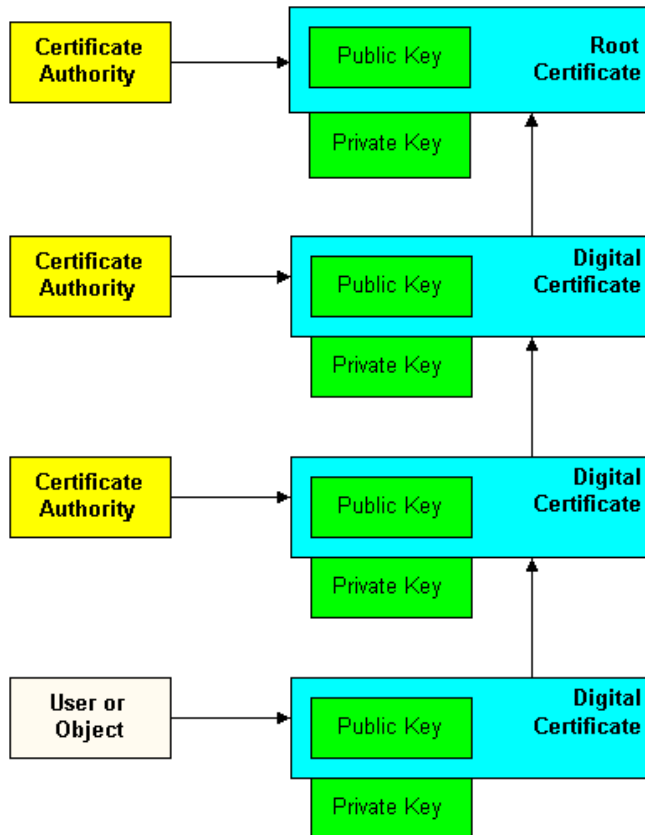 Certificate
Authority
Public Key
Root
Certificate
Private Key
Certificate
Authority
Public Key
Digital
Certificate
Private Key
Certificate
Authority
Public Key
Digital
Certificate
Private Key
User or
Object
Public Key
Digital
Certificate
Private Key